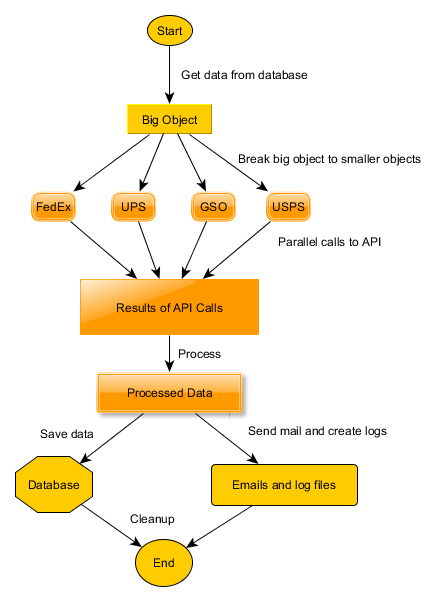 Start
Get data from database
Big Object
Break big object to smaller objects
FedEx
UPS
GSO
USPS
Parallel calls to API
Results of API Calls
Process
Processed Data
Save data
Send mail and create logs
Database
Emails and log files
Cleanup
End